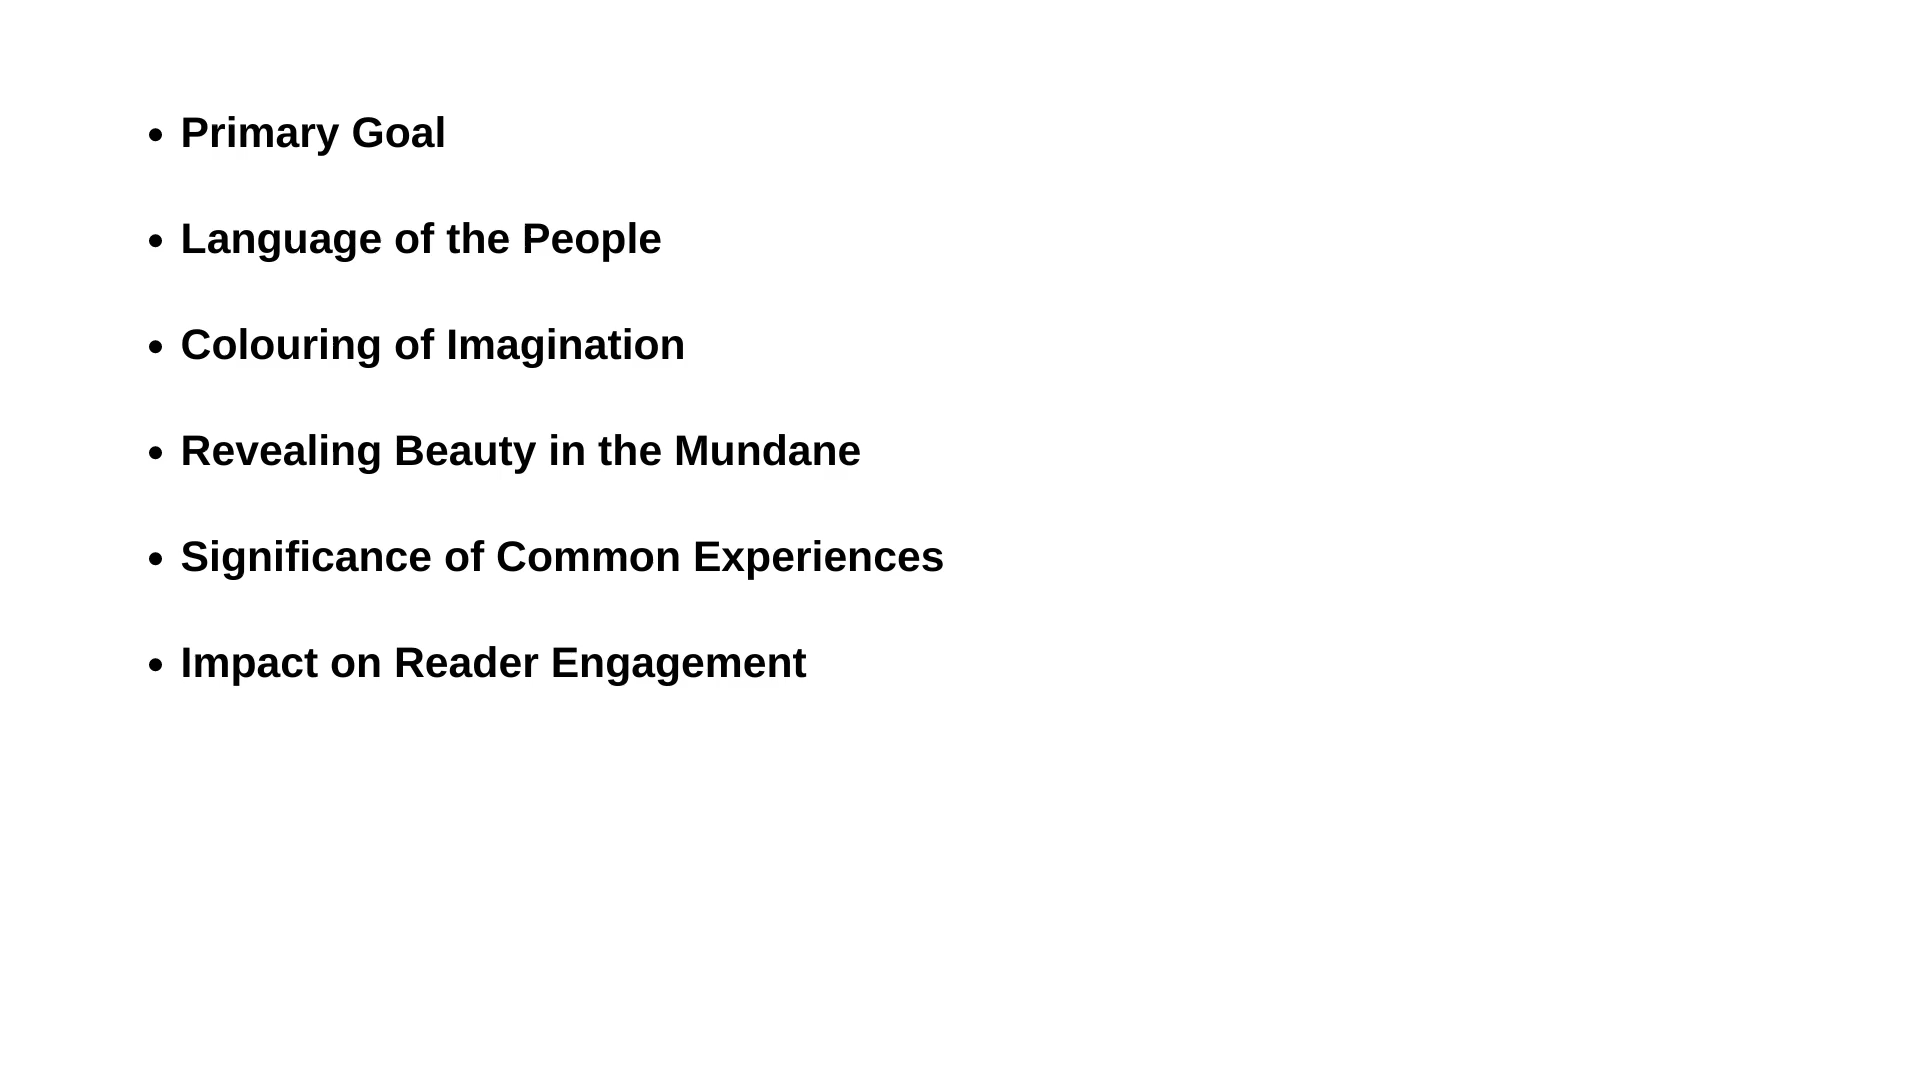 • Primary Goal
• Language of the People
• Colouring of Imagination
• Revealing Beauty in the Mundane
• Significance of Common Experiences
• Impact on Reader Engagement